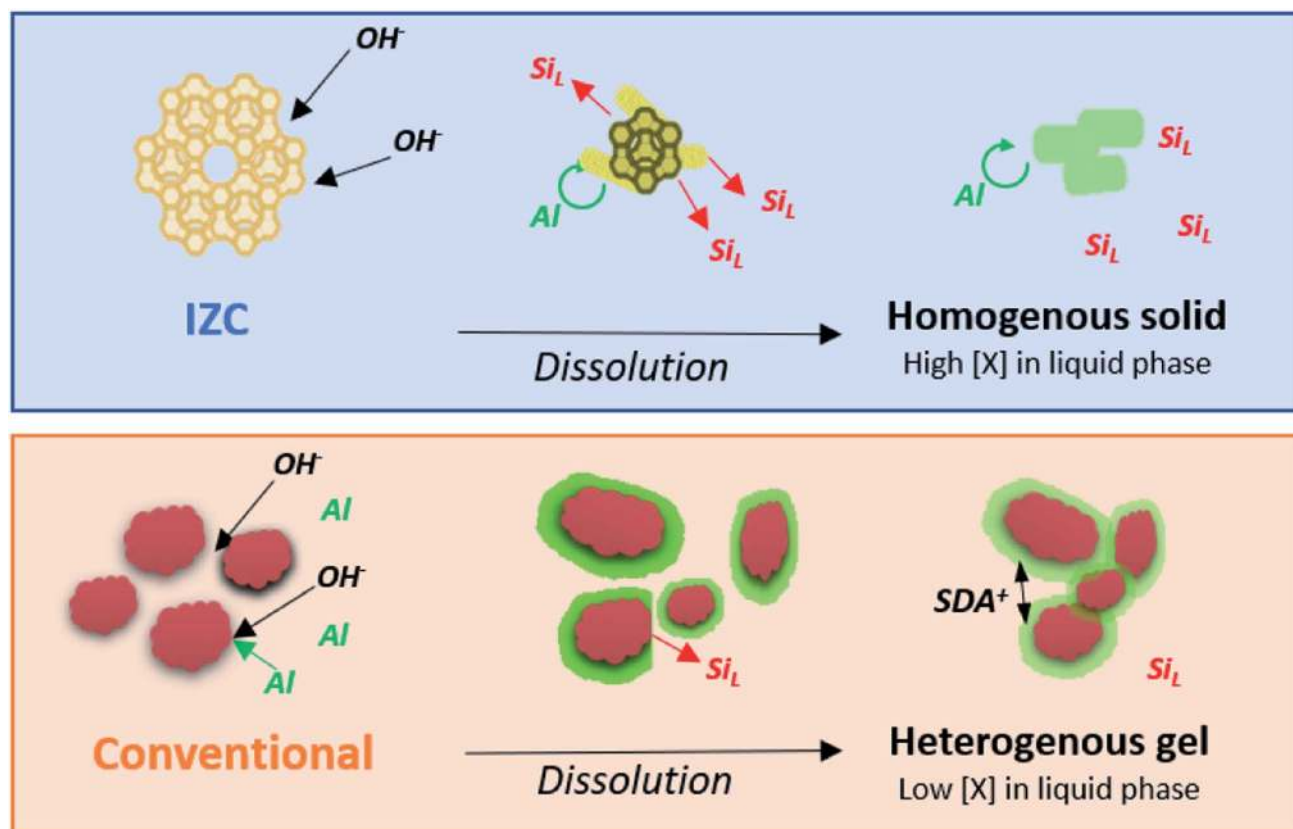 OH⁻
OH⁻
Si_L
Al
Si_L
Si_L
Al
Si_L
Si_L
Si_L
IZC
Dissolution
Homogenous solid
High [X] in liquid phase
OH⁻
Al
OH⁻
Al
Al
Si_L
SDA⁺
Si_L
Conventional
Dissolution
Heterogenous gel
Low [X] in liquid phase